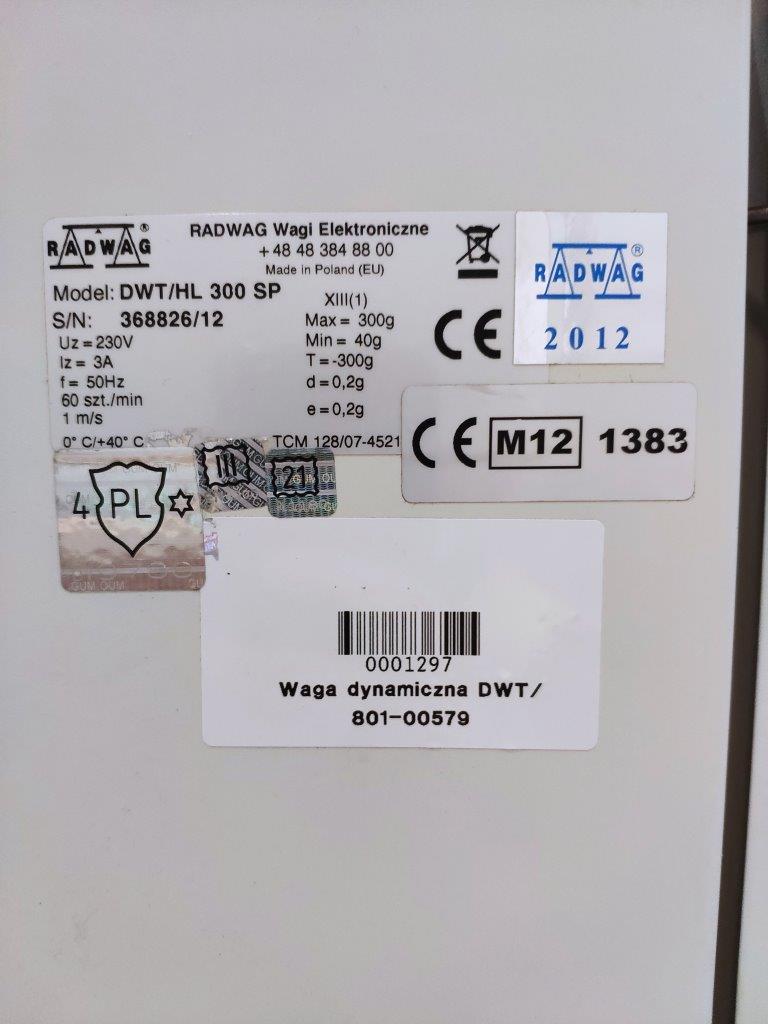 RADWAG®
RADWAG Wagi Elektroniczne
+48 48 384 88 00
Made in Poland (EU)
Model: DWT/HL 300 SP
S/N: 368826/12
Uz= 230V
Iz = 3A
f = 50Hz
60 szt./min
1 m/s
0° C/+40° C
XIII(1)
Max= 300g
Min = 40g
T=-300g
d=0,2g
e=0,2g
TCM 128/07-4521
CE
RADWAG®
2012
CE M12 1383
4 PL
III
21
GUM OUM
0001297
Waga dynamiczna DWT/
801-00579